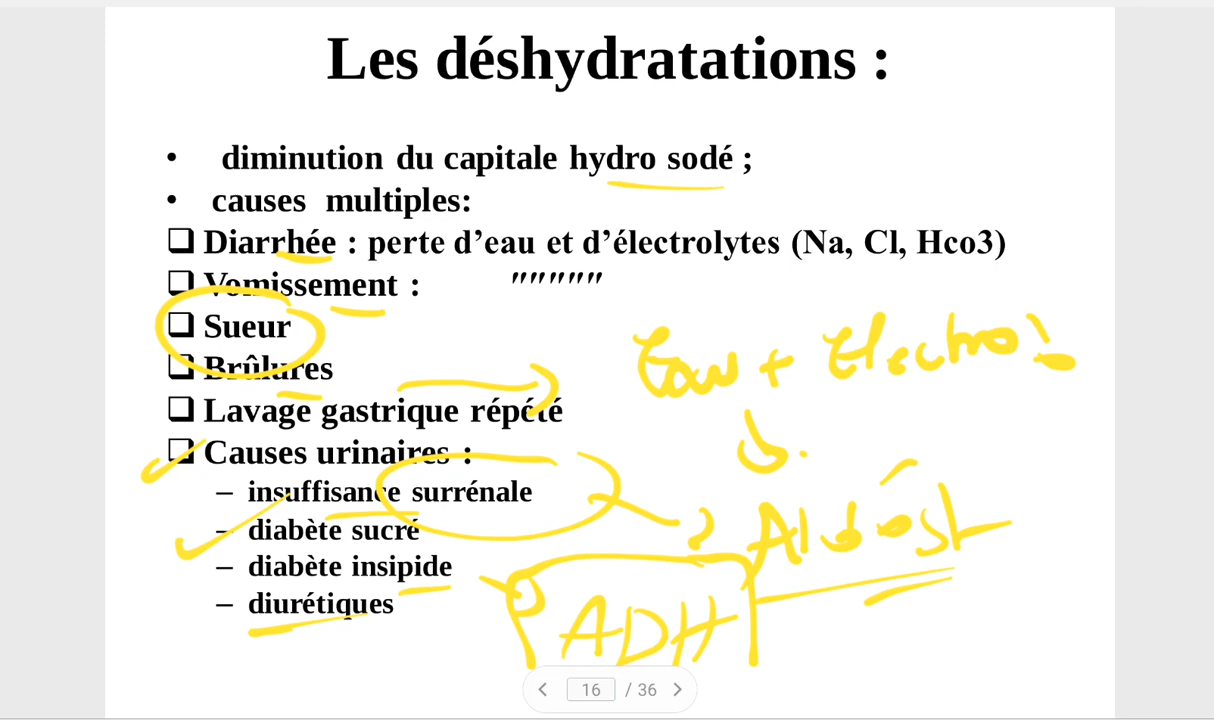 Les déshydratations :
• diminution du capitale hydro sodé ;
• causes multiples:
❑ Diarrhée : perte d'eau et d'électrolytes (Na, Cl, Hco3)
❑ Vomissement : """"""
❑ Sueur
❑ Brûlures
Eau + Electro
❑ Lavage gastrique répété
❑ Causes urinaires :
– insuffisance surrénale
– diabète sucré
– diabète insipide
– diurétiques
ADH
16 / 36